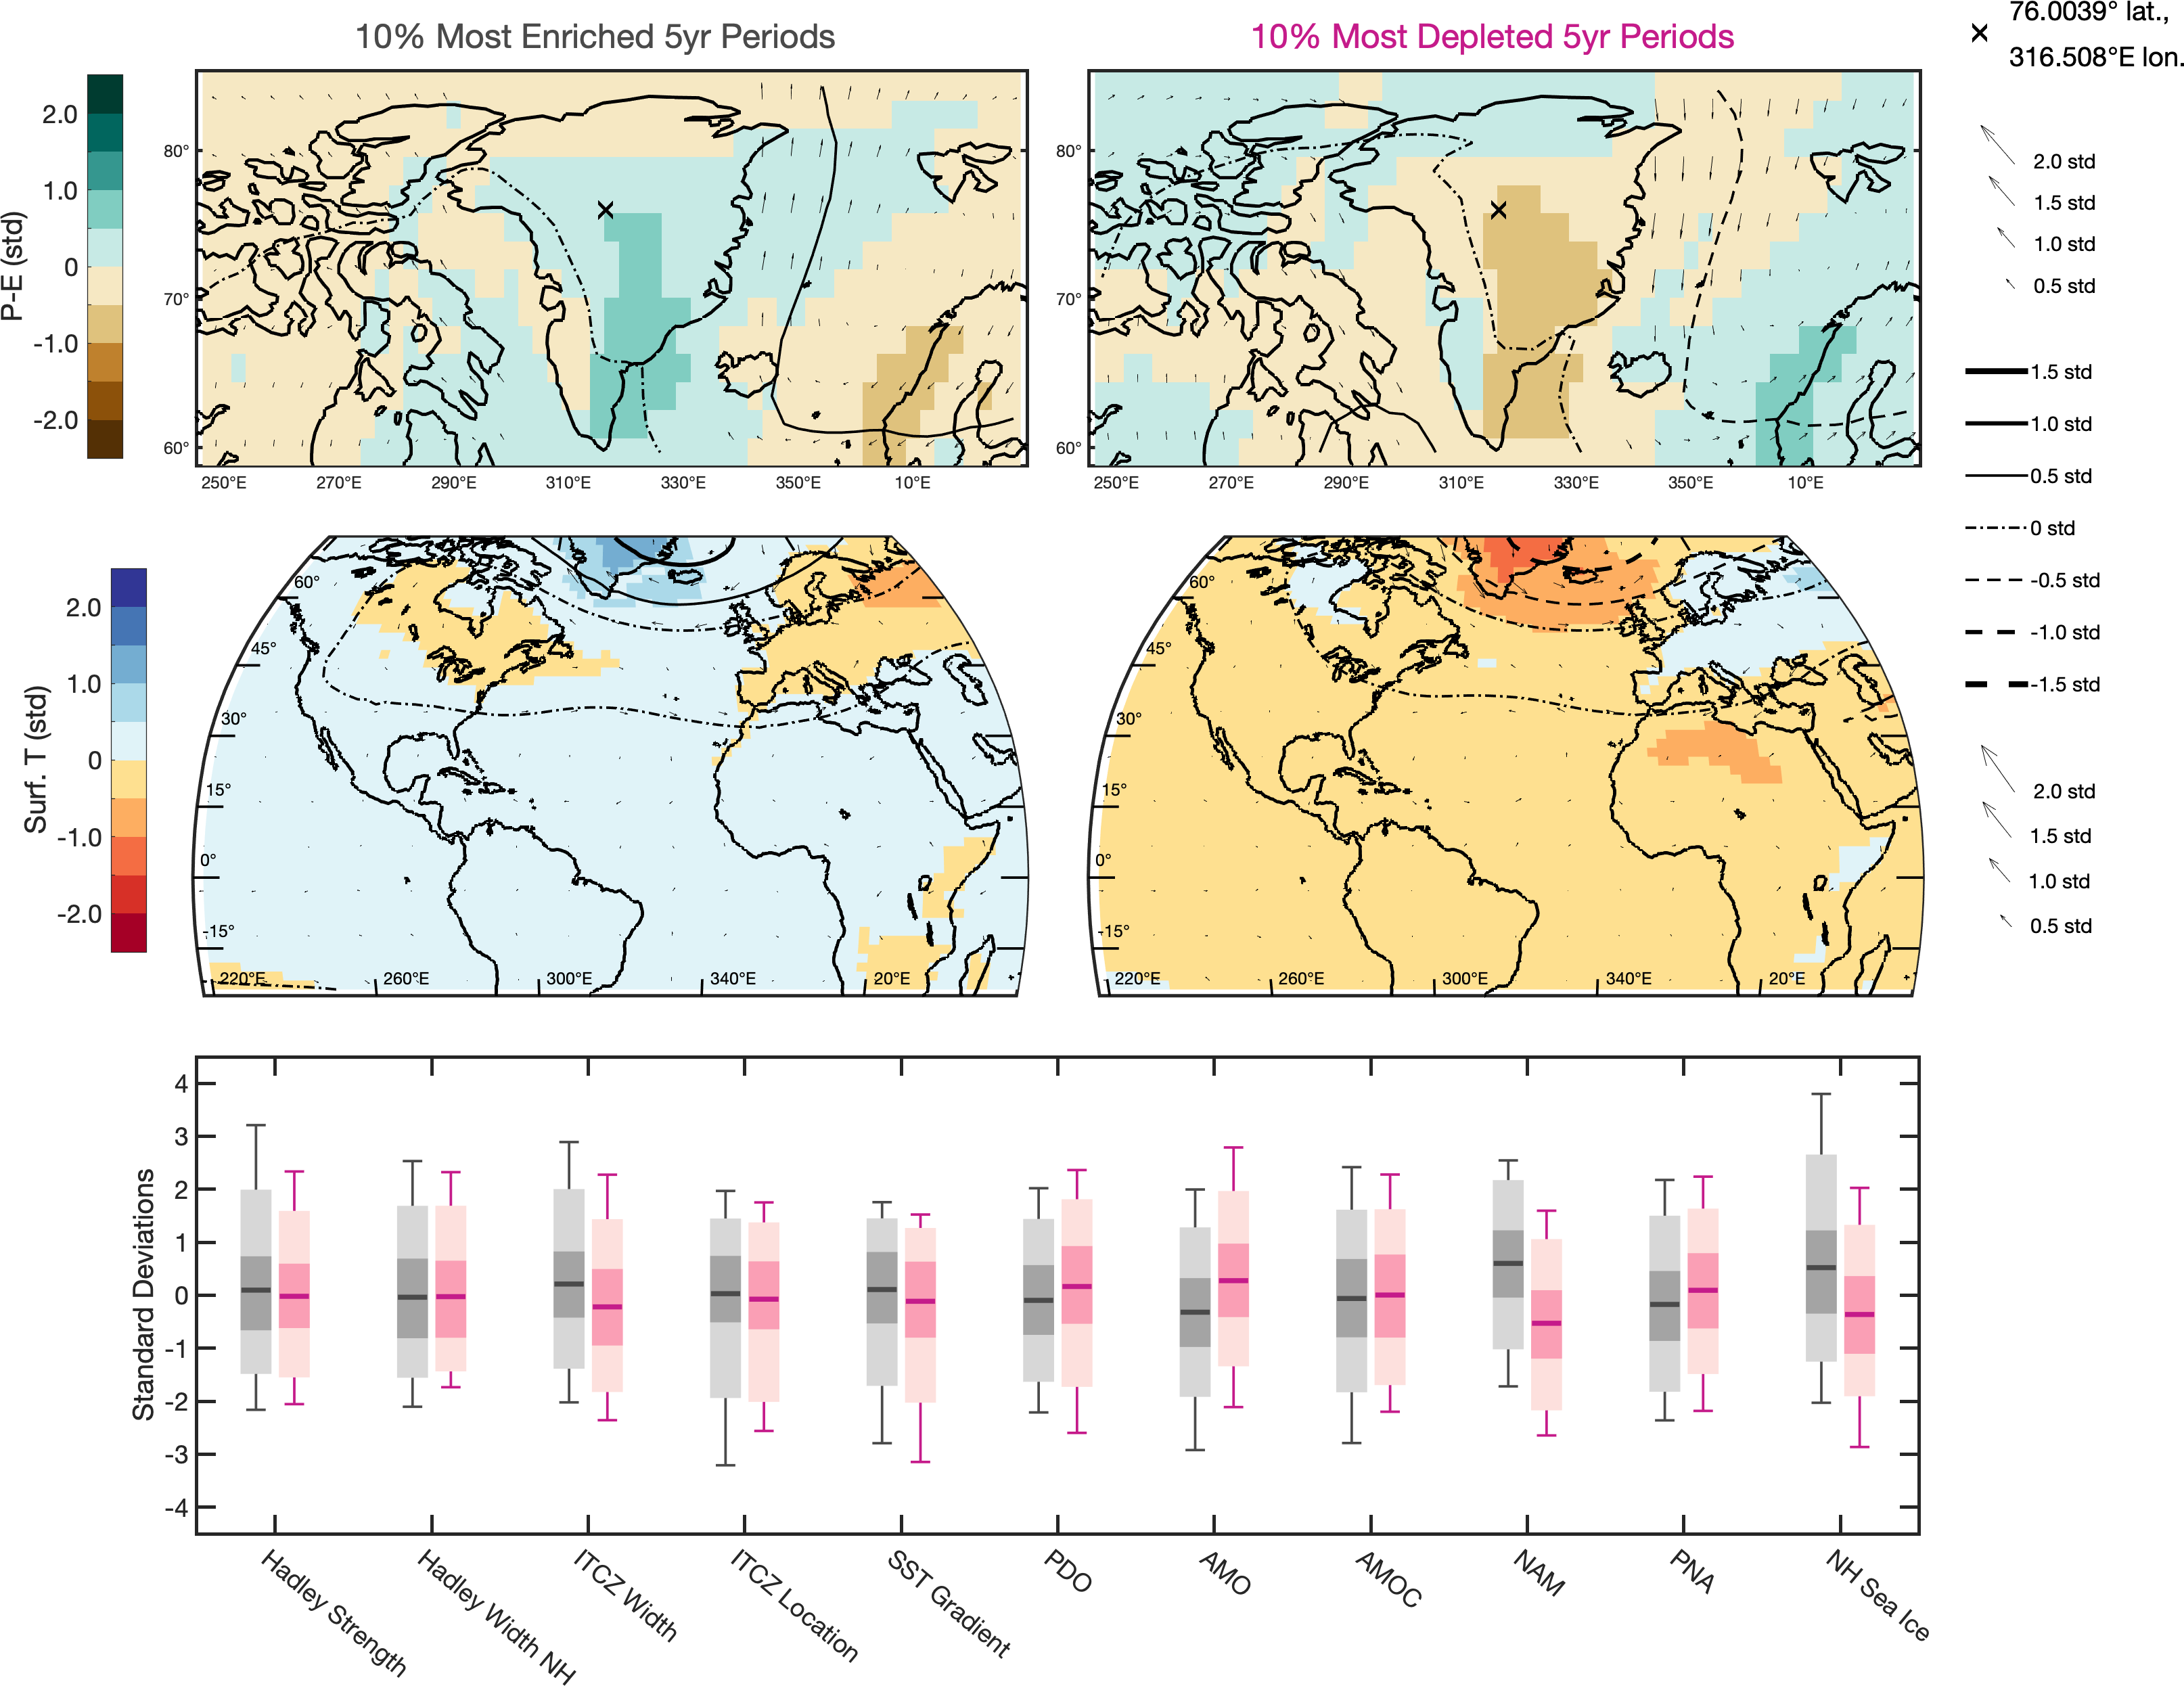 10% Most Enriched 5yr Periods
10% Most Depleted 5yr Periods
76.0039° lat.,
316.508°E lon.
P-E (std)
2.0
1.0
0
-1.0
-2.0
80°
70°
60°
250°E 270°E 290°E 310°E 330°E 350°E 10°E
80°
70°
60°
250°E 270°E 290°E 310°E 330°E 350°E 10°E
2.0 std
1.5 std
1.0 std
0.5 std
1.5 std
1.0 std
0.5 std
0 std
-0.5 std
-1.0 std
-1.5 std
Surf. T (std)
2.0
1.0
0
-1.0
-2.0
60°
45°
30°
15°
0°
-15°
220°E 260°E 300°E 340°E 20°E
60°
45°
30°
15°
0°
-15°
220°E 260°E 300°E 340°E 20°E
2.0 std
1.5 std
1.0 std
0.5 std
Standard Deviations
4
3
2
1
0
-1
-2
-3
-4
Hadley Strength
Hadley Width NH
ITCZ Width
ITCZ Location
SST Gradient
PDO
AMO
AMOC
NAM
PNA
NH Sea Ice